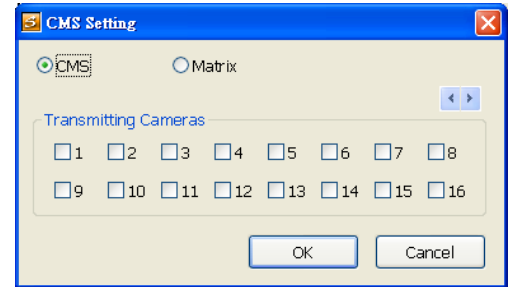 CMS Setting
CMS Matrix
Transmitting Cameras
1 2 3 4 5 6 7 8
9 10 11 12 13 14 15 16
OK Cancel